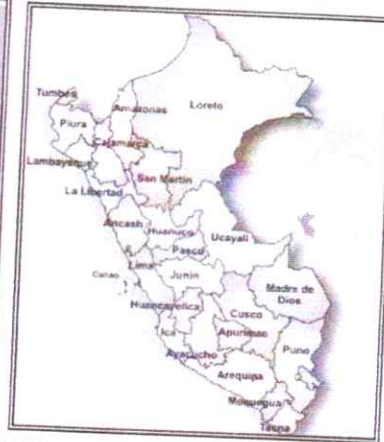 Tumbes
Amazonas
Loreto
Piura
Cajamarca
Lambayeque
San Martin
La Libertad
Ancash
Huanuco
Ucayali
Pasco
Lima
Callao
Junin
Madre de
Dios
Huancavelica
Cusco
Ica
Apurimac
Puno
Ayacucho
Arequipa
Moquegua
Tacna